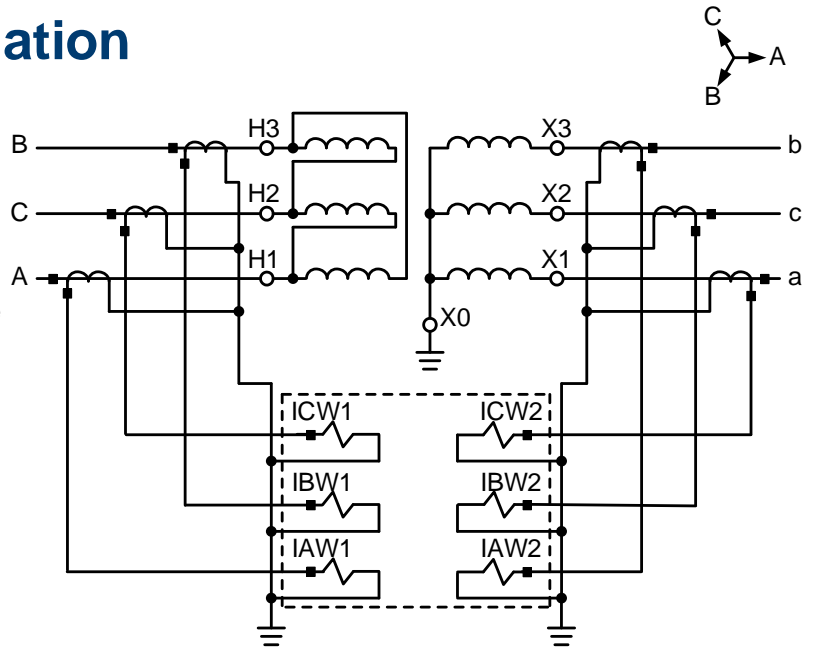 ation
C
A
B
B H3 X3 b
C H2 X2 c
A H1 X1 a
X0
ICW1 ICW2
IBW1 IBW2
IAW1 IAW2